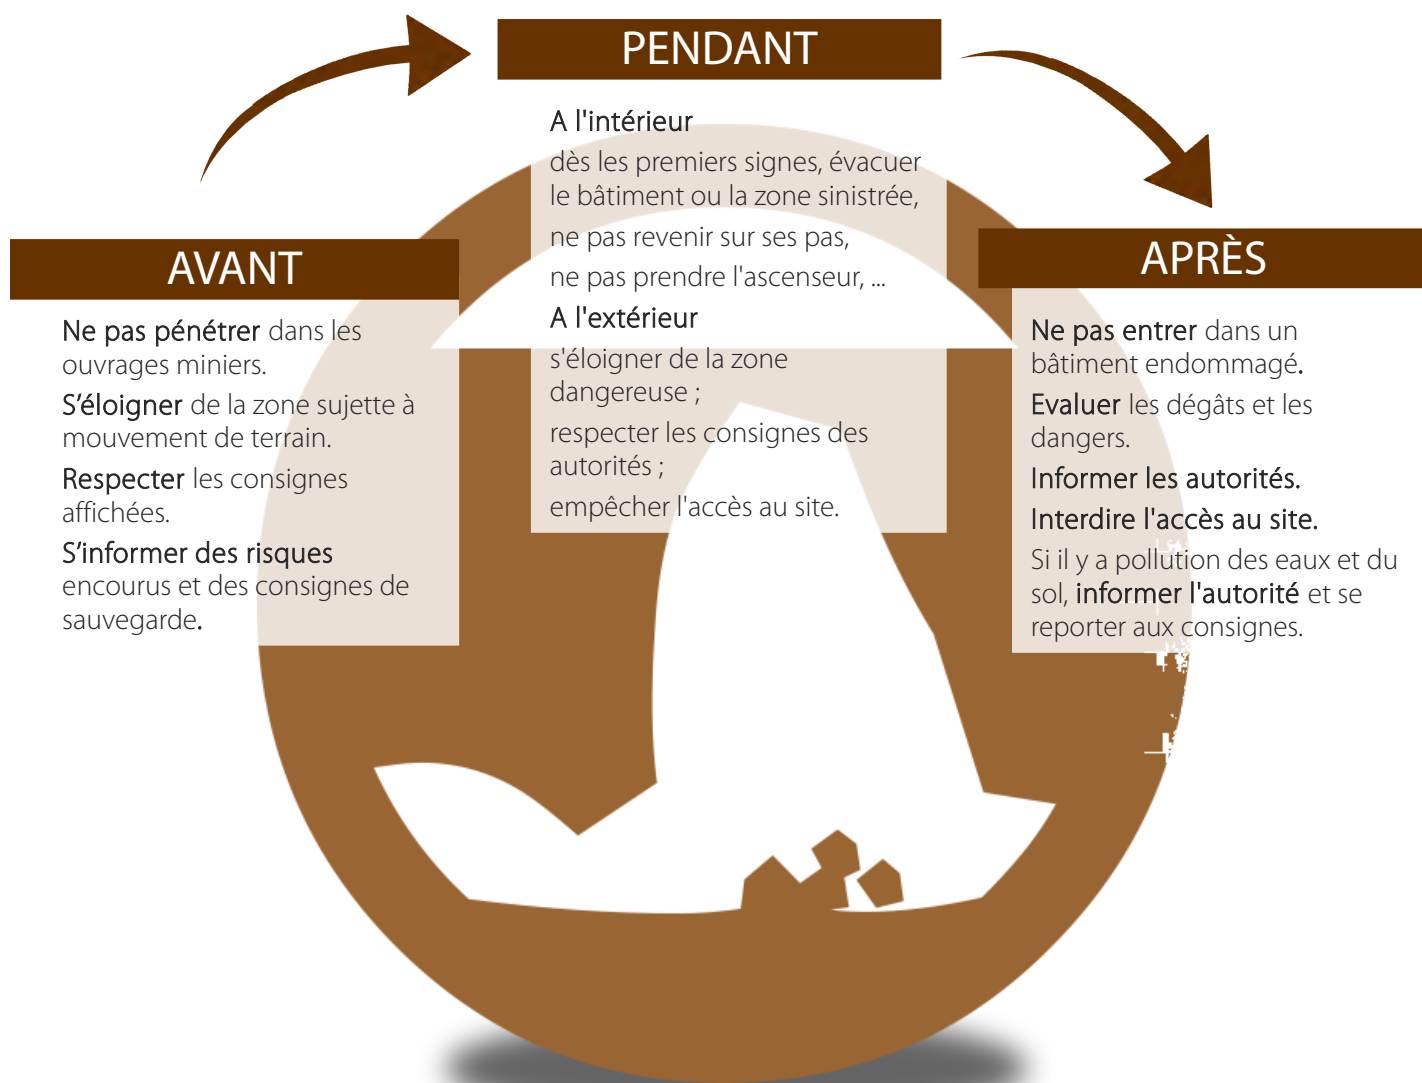 PENDANT
A l'intérieur
dès les premiers signes, évacuer
le bâtiment ou la zone sinistrée,
ne pas revenir sur ses pas,
ne pas prendre l'ascenseur, ...
A l'extérieur
s'éloigner de la zone
dangereuse ;
respecter les consignes des
autorités ;
empêcher l'accès au site.
AVANT
Ne pas pénétrer dans les
ouvrages miniers.
S’éloigner de la zone sujette à
mouvement de terrain.
Respecter les consignes
affichées.
S’informer des risques
encourus et des consignes de
sauvegarde.
APRÈS
Ne pas entrer dans un
bâtiment endommagé.
Evaluer les dégâts et les
dangers.
Informer les autorités.
Interdire l'accès au site.
Si il y a pollution des eaux et du
sol, informer l'autorité et se
reporter aux consignes.